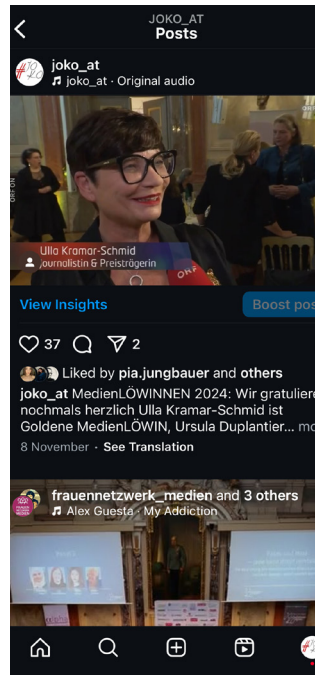 JOKO_AT
Posts
joko_at
joko_at · Original audio
ORF ON
Ulla Kramar-Schmid
Journalistin & Preisträgerin
ORF
View Insights
Boost pos
37
2
Liked by pia.jungbauer and others
joko_at MedienLÖWINNEN 2024: Wir gratuliere
nochmals herzlich Ulla Kramar-Schmid ist
Goldene MedienLÖWIN, Ursula Duplantier... mo
8 November · See Translation
frauennetzwerk_medien and 3 others
Alex Guesta · My Addiction